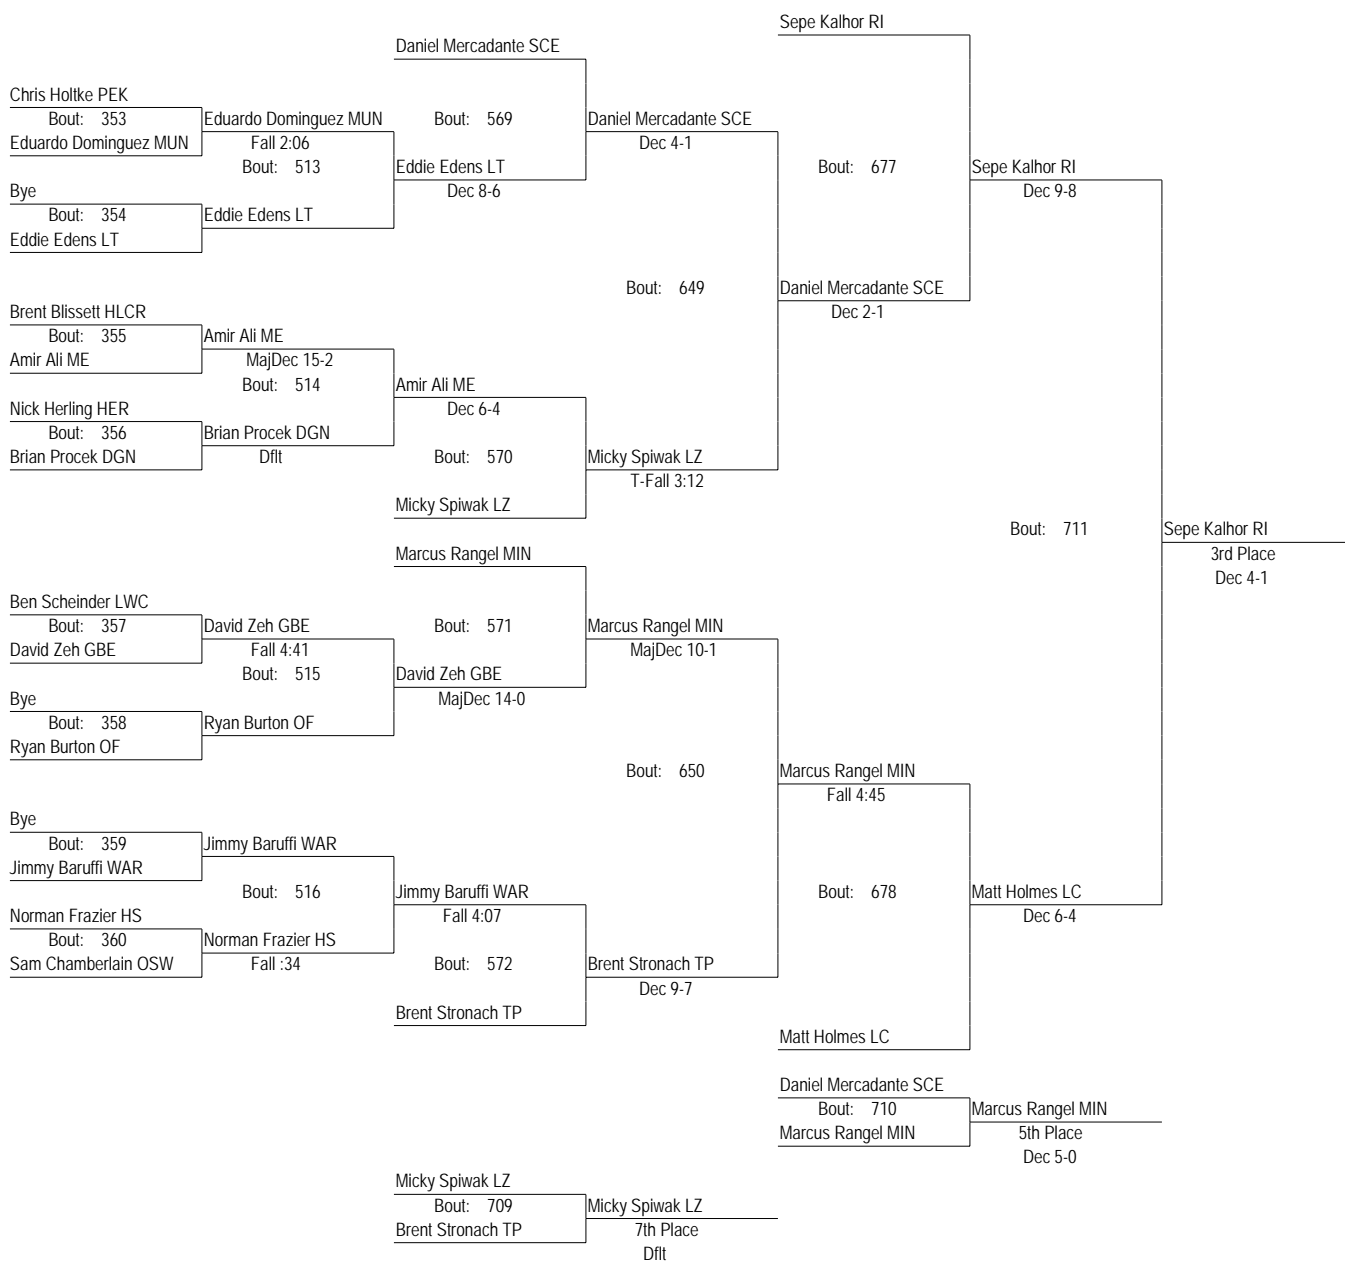 Sepe Kalhor RI
Daniel Mercadante SCE
Chris Holtke PEK
Bout: 353
Eduardo Dominguez MUN
Eduardo Dominguez MUN
Fall 2:06
Bout: 513
Bye
Bout: 354
Eddie Edens LT
Eddie Edens LT
Bout: 569
Eddie Edens LT
Dec 8-6
Daniel Mercadante SCE
Dec 4-1
Bout: 677
Sepe Kalhor RI
Dec 9-8
Bout: 649
Daniel Mercadante SCE
Dec 2-1
Brent Blissett HLCR
Bout: 355
Amir Ali ME
Amir Ali ME
MajDec 15-2
Bout: 514
Nick Herling HER
Bout: 356
Brian Procek DGN
Brian Procek DGN
Dflt
Amir Ali ME
Dec 6-4
Bout: 570
Micky Spiwak LZ
Micky Spiwak LZ
T-Fall 3:12
Bout: 711
Sepe Kalhor RI
3rd Place
Dec 4-1
Marcus Rangel MIN
Ben Scheinder LWC
Bout: 357
David Zeh GBE
David Zeh GBE
Fall 4:41
Bout: 515
Bye
Bout: 358
Ryan Burton OF
Ryan Burton OF
Bout: 571
David Zeh GBE
MajDec 14-0
Marcus Rangel MIN
MajDec 10-1
Bout: 650
Marcus Rangel MIN
Fall 4:45
Bye
Bout: 359
Jimmy Baruffi WAR
Jimmy Baruffi WAR
Bout: 516
Norman Frazier HS
Bout: 360
Sam Chamberlain OSW
Norman Frazier HS
Fall :34
Jimmy Baruffi WAR
Fall 4:07
Bout: 572
Brent Stronach TP
Brent Stronach TP
Dec 9-7
Bout: 678
Matt Holmes LC
Dec 6-4
Matt Holmes LC
Daniel Mercadante SCE
Bout: 710
Marcus Rangel MIN
Marcus Rangel MIN
5th Place
Dec 5-0
Micky Spiwak LZ
Bout: 709
Brent Stronach TP
Micky Spiwak LZ
7th Place
Dflt